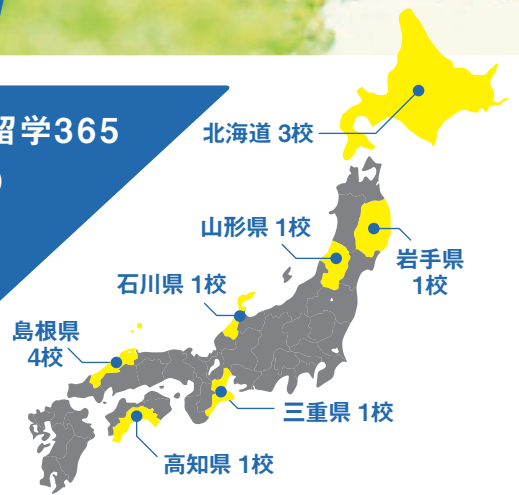 留学365
北海道 3校
山形県 1校
岩手県
1校
石川県 1校
島根県
4校
三重県 1校
高知県 1校